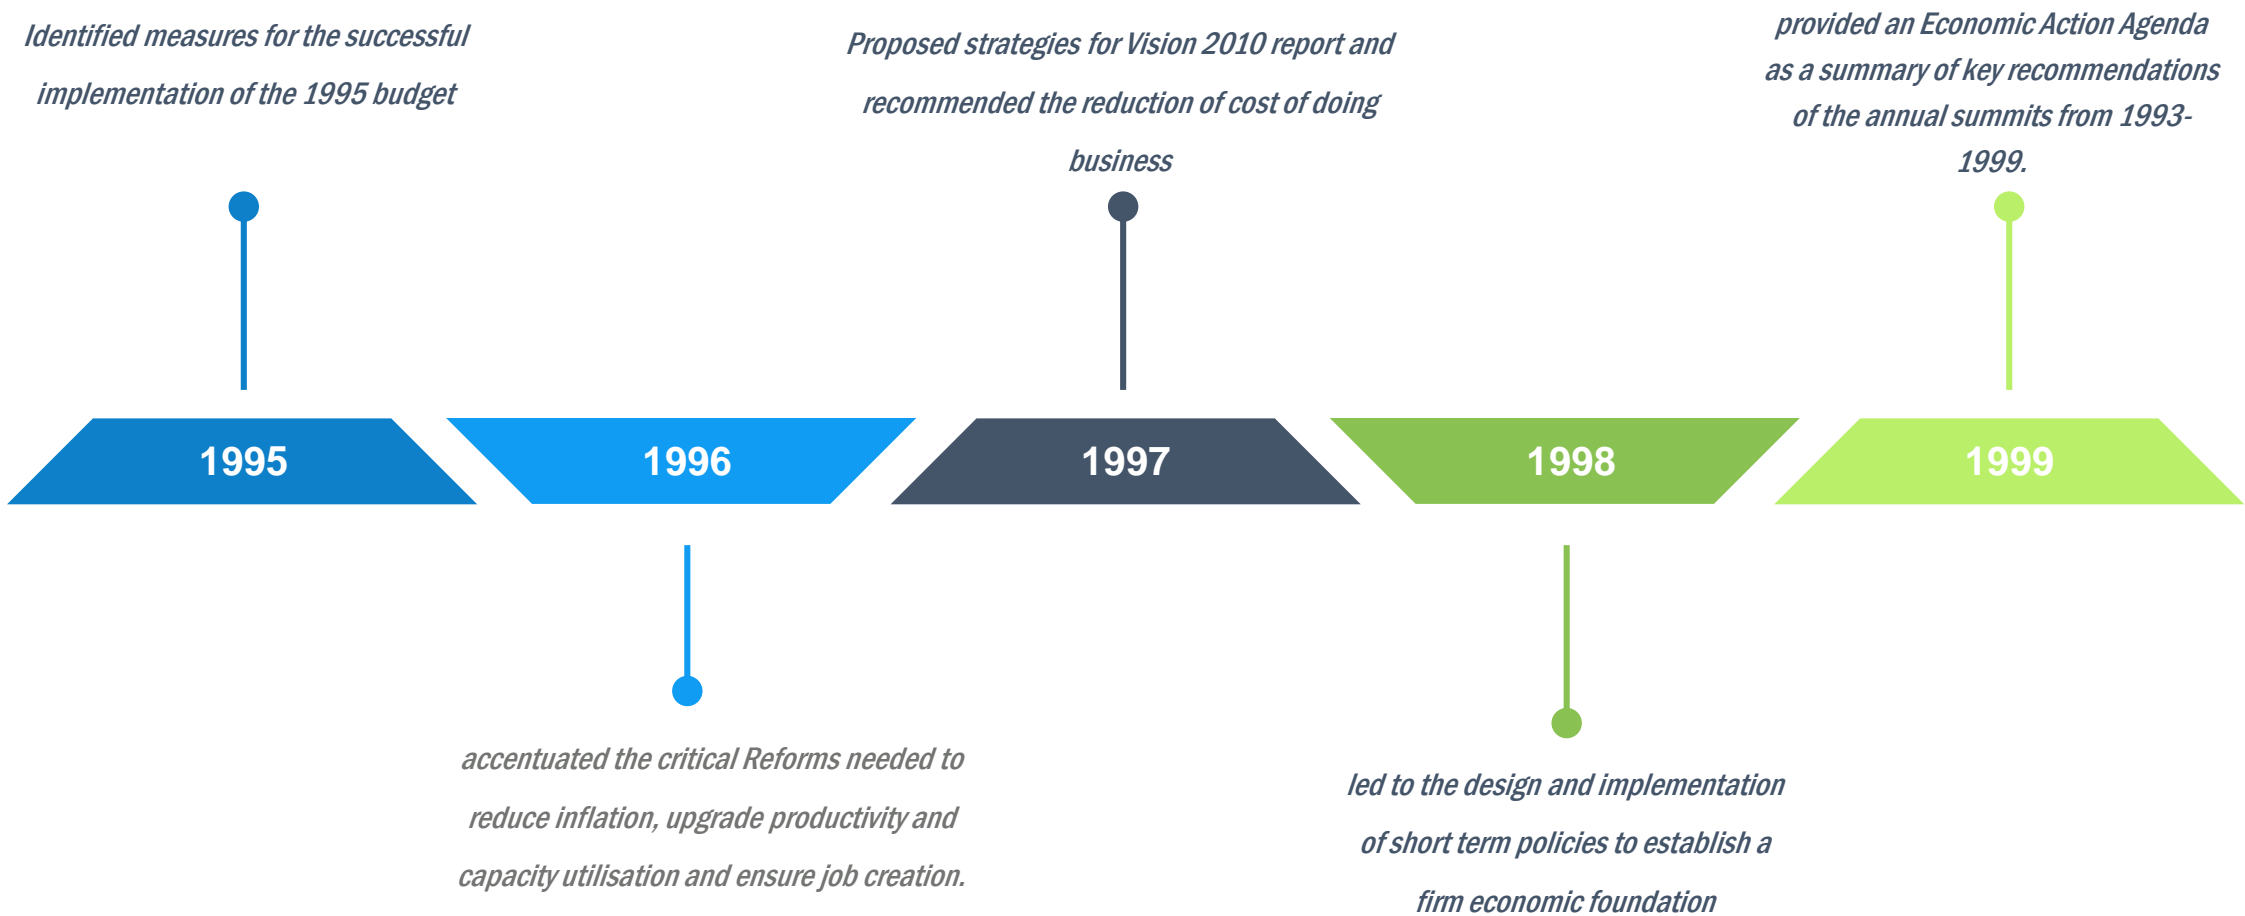 Identified measures for the successful
implementation of the 1995 budget
Proposed strategies for Vision 2010 report and
recommended the reduction of cost of doing
business
provided an Economic Action Agenda
as a summary of key recommendations
of the annual summits from 1993-
1999.
1995
1996
1997
1998
1999
accentuated the critical Reforms needed to
reduce inflation, upgrade productivity and
capacity utilisation and ensure job creation.
led to the design and implementation
of short term policies to establish a
firm economic foundation